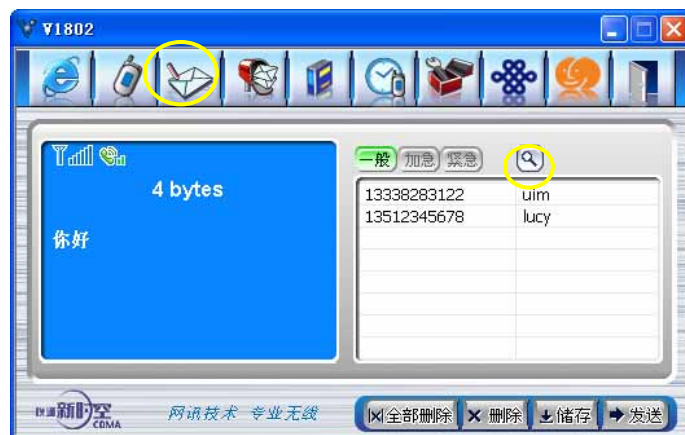 V1802
4 bytes
你好
一般 加急 紧急
13338283122 uim
13512345678 lucy
新时空
CDMA
网讯技术 专业无线
全部删除 删除 储存 发送